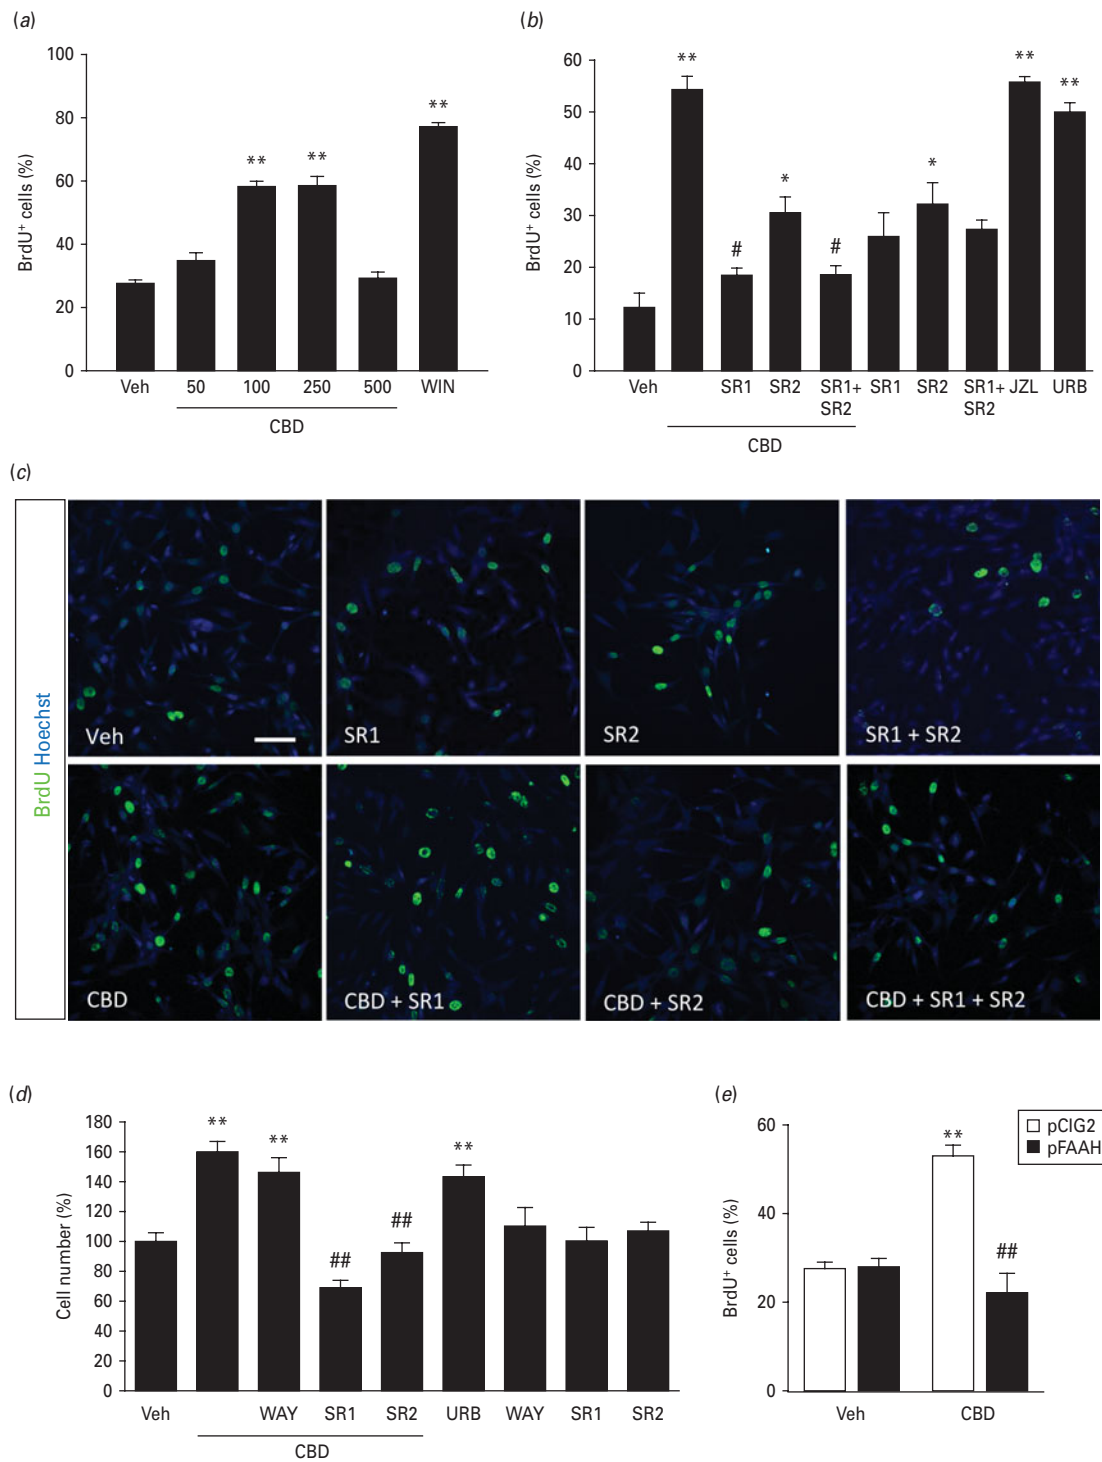 (a)
100
80
60
40
20
0
BrdU⁺ cells (%)
**
**
**
Veh
50
100
250
500
WIN
CBD
(b)
60
50
40
30
20
10
0
BrdU⁺ cells (%)
**
#
*
#
*
**
**
Veh
SR1
SR2
SR1+
SR2
SR1
SR2
SR1+
SR2
JZL
URB
CBD
(c)
BrdU Hoechst
Veh
SR1
SR2
SR1 + SR2
CBD
CBD + SR1
CBD + SR2
CBD + SR1 + SR2
(d)
180
160
140
120
100
80
60
40
20
0
Cell number (%)
**
**
##
##
**
Veh
WAY
SR1
SR2
URB
WAY
SR1
SR2
CBD
(e)
60
40
20
0
BrdU⁺ cells (%)
pCIG2
pFAAH
**
##
Veh
CBD